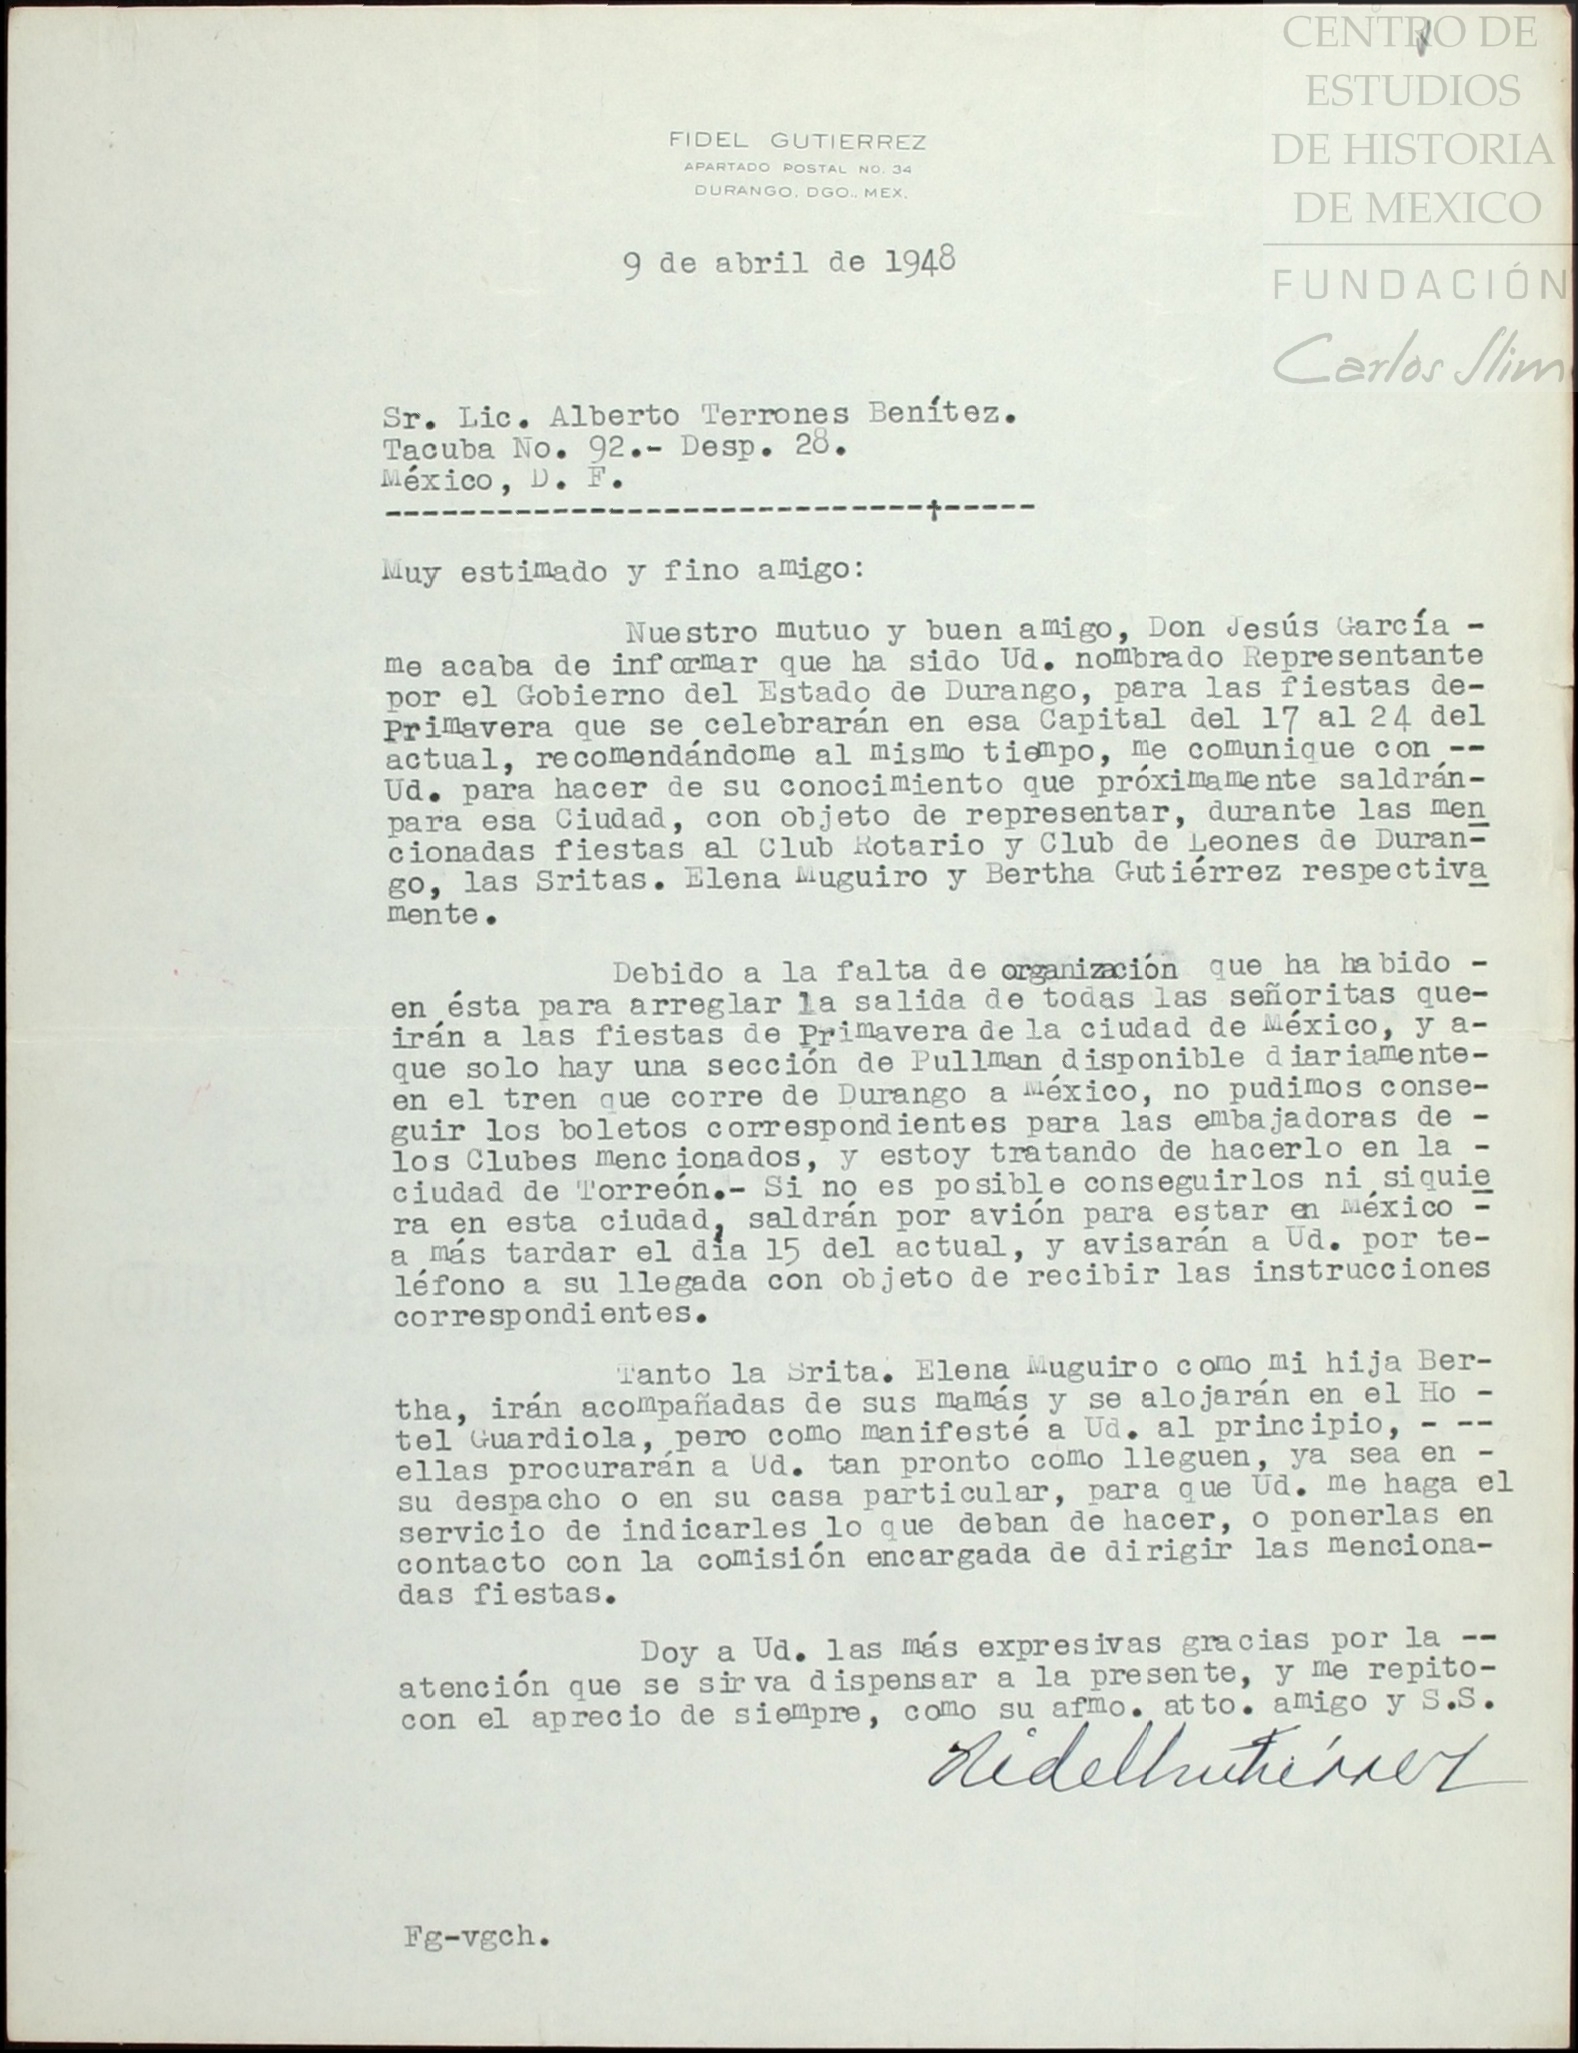 CENTRO DE
ESTUDIOS
DE HISTORIA
DE MEXICO
FUNDACIÓN
Carlos Slim
FIDEL GUTIERREZ
APARTADO POSTAL NO. 34
DURANGO, DGO., MEX.
9 de abril de 1948
Sr. Lic. Alberto Terrones Benítez.
Tacuba No. 92.- Desp. 28.
México, D. F.
-----------------------------†-----
Muy estimado y fino amigo:
Nuestro mutuo y buen amigo, Don Jesús García -
me acaba de informar que ha sido Ud. nombrado Representante
por el Gobierno del Estado de Durango, para las fiestas de-
Primavera que se celebrarán en esa Capital del 17 al 24 del
actual, recomendándome al mismo tiempo, me comunique con --
Ud. para hacer de su conocimiento que próximamente saldrán-
para esa Ciudad, con objeto de representar, durante las men
cionadas fiestas al Club Rotario y Club de Leones de Duran-
go, las Sritas. Elena Muguiro y Bertha Gutiérrez respectiva
mente.
Debido a la falta de organización que ha habido -
en ésta para arreglar la salida de todas las señoritas que-
irán a las fiestas de Primavera de la ciudad de México, y a-
que solo hay una sección de Pullman disponible diariamente-
en el tren que corre de Durango a México, no pudimos conse-
guir los boletos correspondientes para las embajadoras de -
los Clubes mencionados, y estoy tratando de hacerlo en la -
ciudad de Torreón.- Si no es posible conseguirlos ni siquie
ra en esta ciudad, saldrán por avión para estar en México -
a más tardar el día 15 del actual, y avisarán a Ud. por te-
léfono a su llegada con objeto de recibir las instrucciones
correspondientes.
Tanto la Srita. Elena Muguiro como mi hija Ber-
tha, irán acompañadas de sus mamás y se alojarán en el Ho -
tel Guardiola, pero como manifesté a Ud. al principio, - --
ellas procurarán a Ud. tan pronto como lleguen, ya sea en -
su despacho o en su casa particular, para que Ud. me haga el
servicio de indicarles lo que deban de hacer, o ponerlas en
contacto con la comisión encargada de dirigir las menciona-
das fiestas.
Doy a Ud. las más expresivas gracias por la --
atención que se sirva dispensar a la presente, y me repito-
con el aprecio de siempre, como su afmo. atto. amigo y S.S.
Fidel Gutiérrez
Fg-vgch.